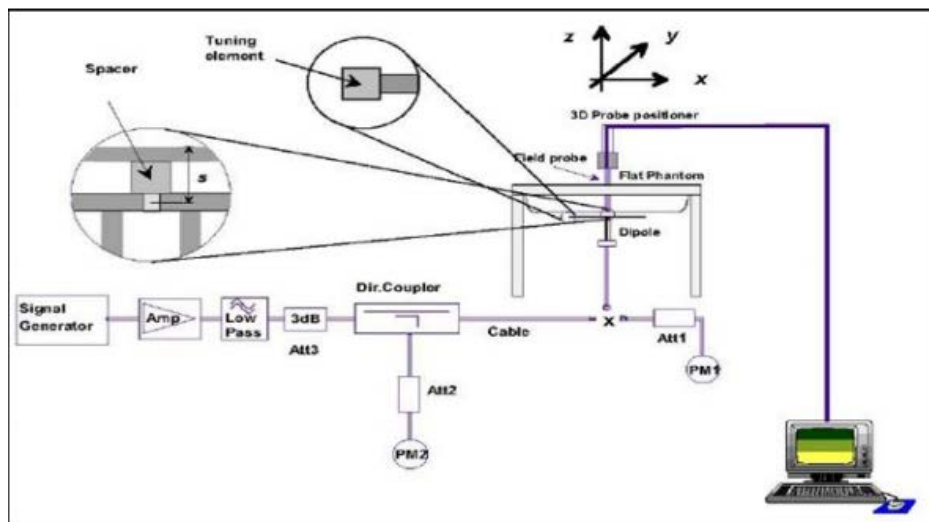 Tuning
element
Spacer
s
z
y
x
3D Probe positioner
Field probe
Flat Phantom
Dipole
Signal
Generator
Amp
Low
Pass
3dB
Att3
Dir.Coupler
Cable
x
Att1
PM1
Att2
PM2